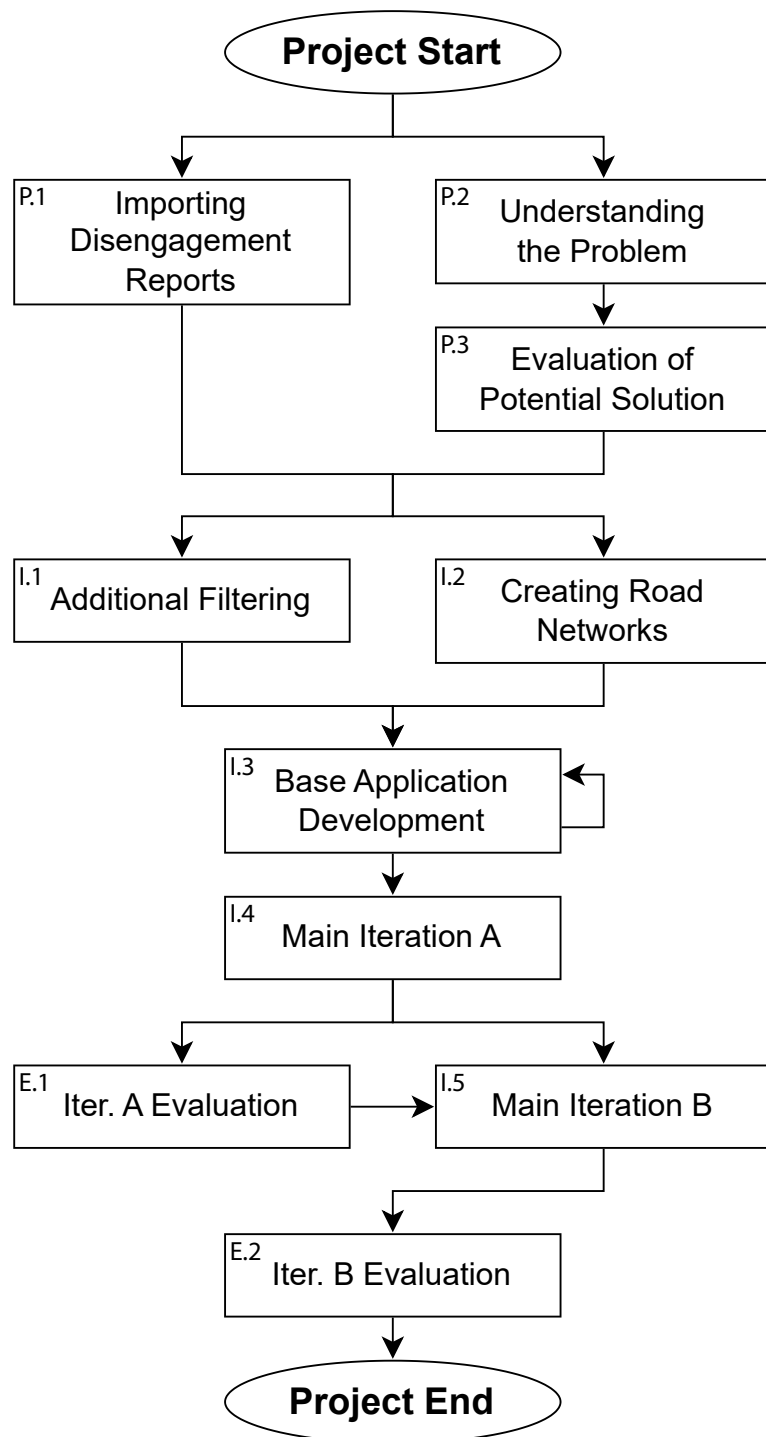 Project Start
P.1
Importing
Disengagement
Reports
P.2
Understanding
the Problem
P.3
Evaluation of
Potential Solution
I.1
Additional Filtering
I.2
Creating Road
Networks
I.3
Base Application
Development
I.4
Main Iteration A
E.1
Iter. A Evaluation
I.5
Main Iteration B
E.2
Iter. B Evaluation
Project End